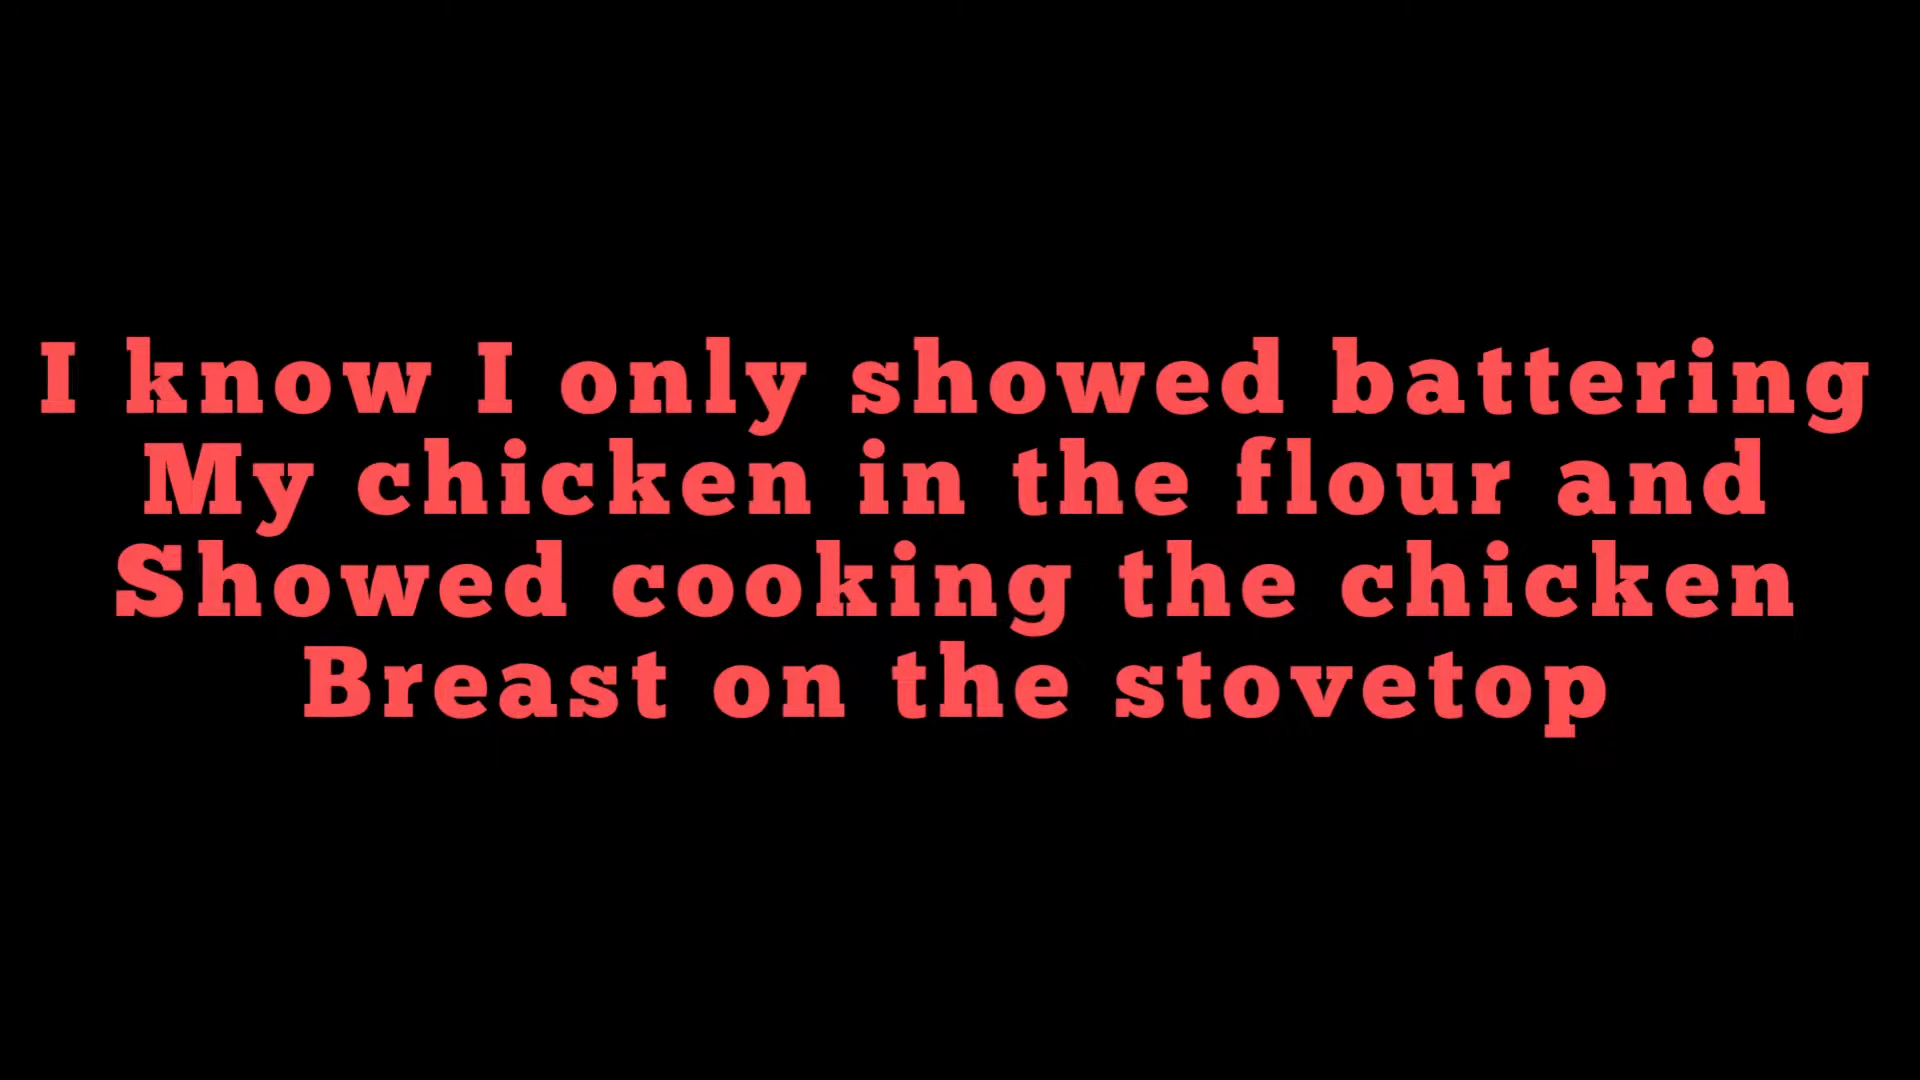 I know I only showed battering
My chicken in the flour and
Showed cooking the chicken
Breast on the stovetop